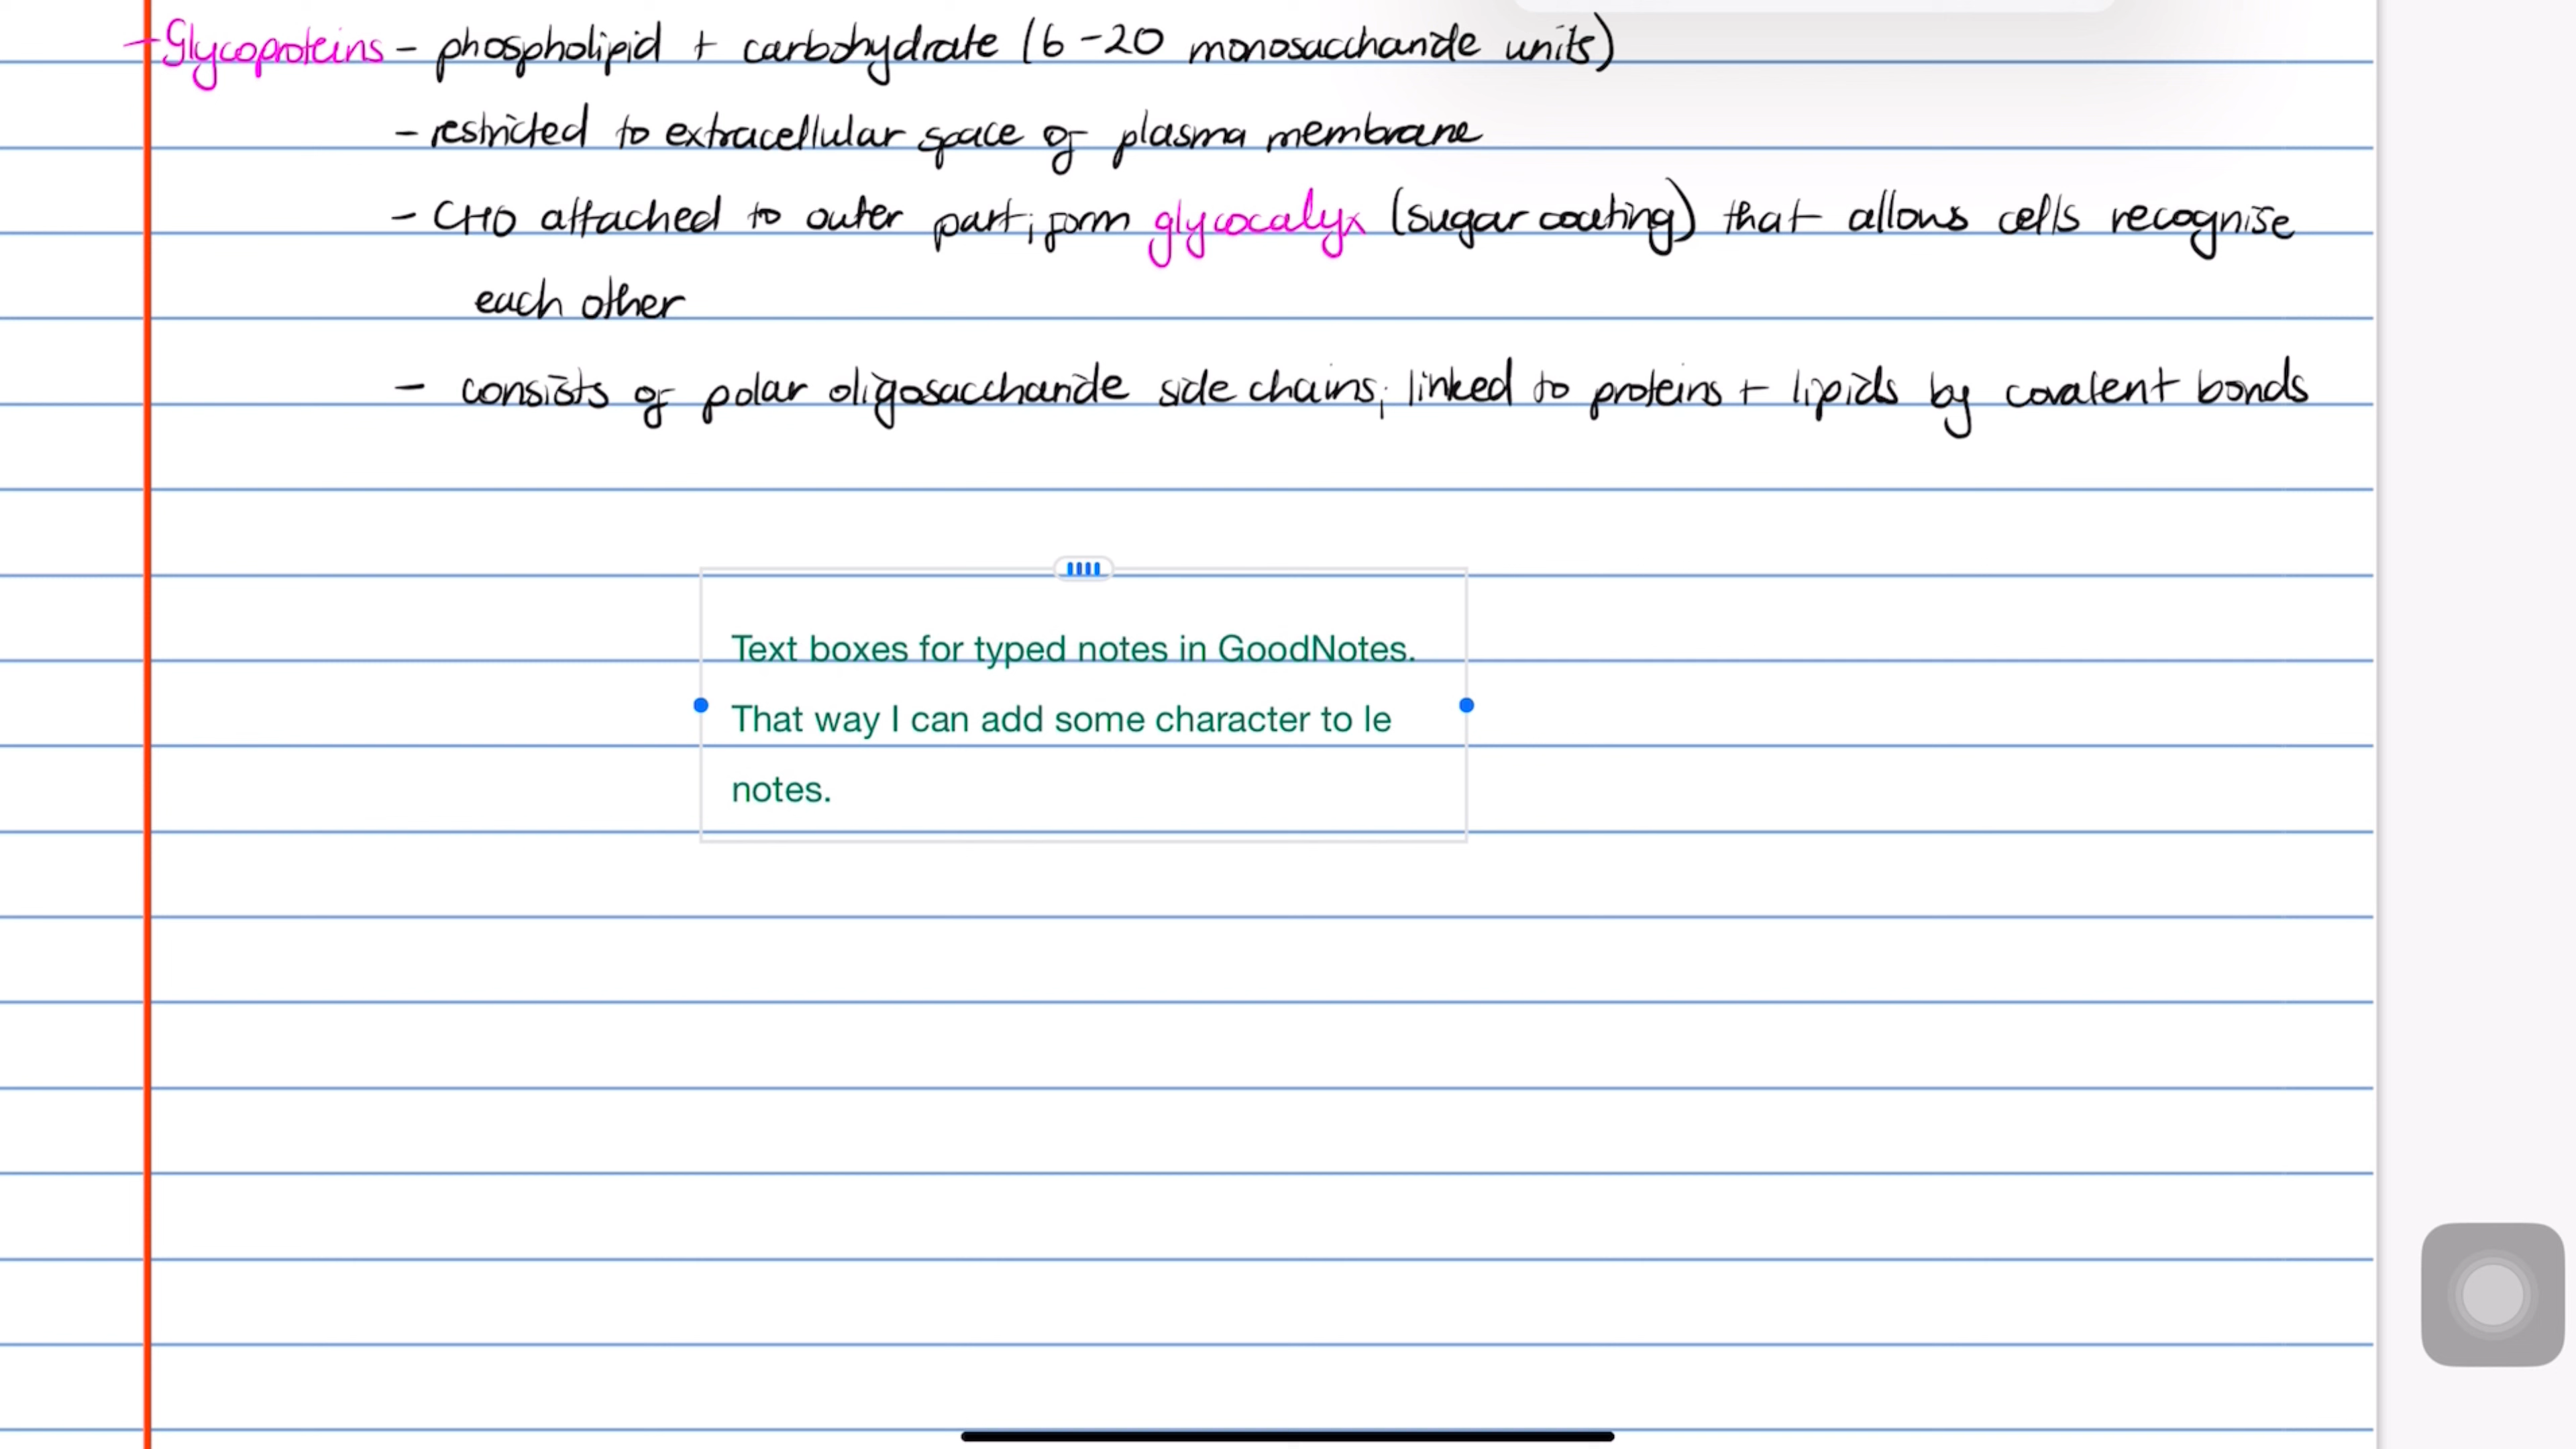 - Glycoproteins - phospholipid + carbohydrate (6-20 monosaccharide units)
- restricted to extracellular space of plasma membrane
- CHO attached to outer part; form glycocalyx (sugar coating) that allows cells recognise
each other
- consists of polar oligosaccharide side chains; linked to proteins + lipids by covalent bonds
Text boxes for typed notes in GoodNotes.
That way I can add some character to le
notes.